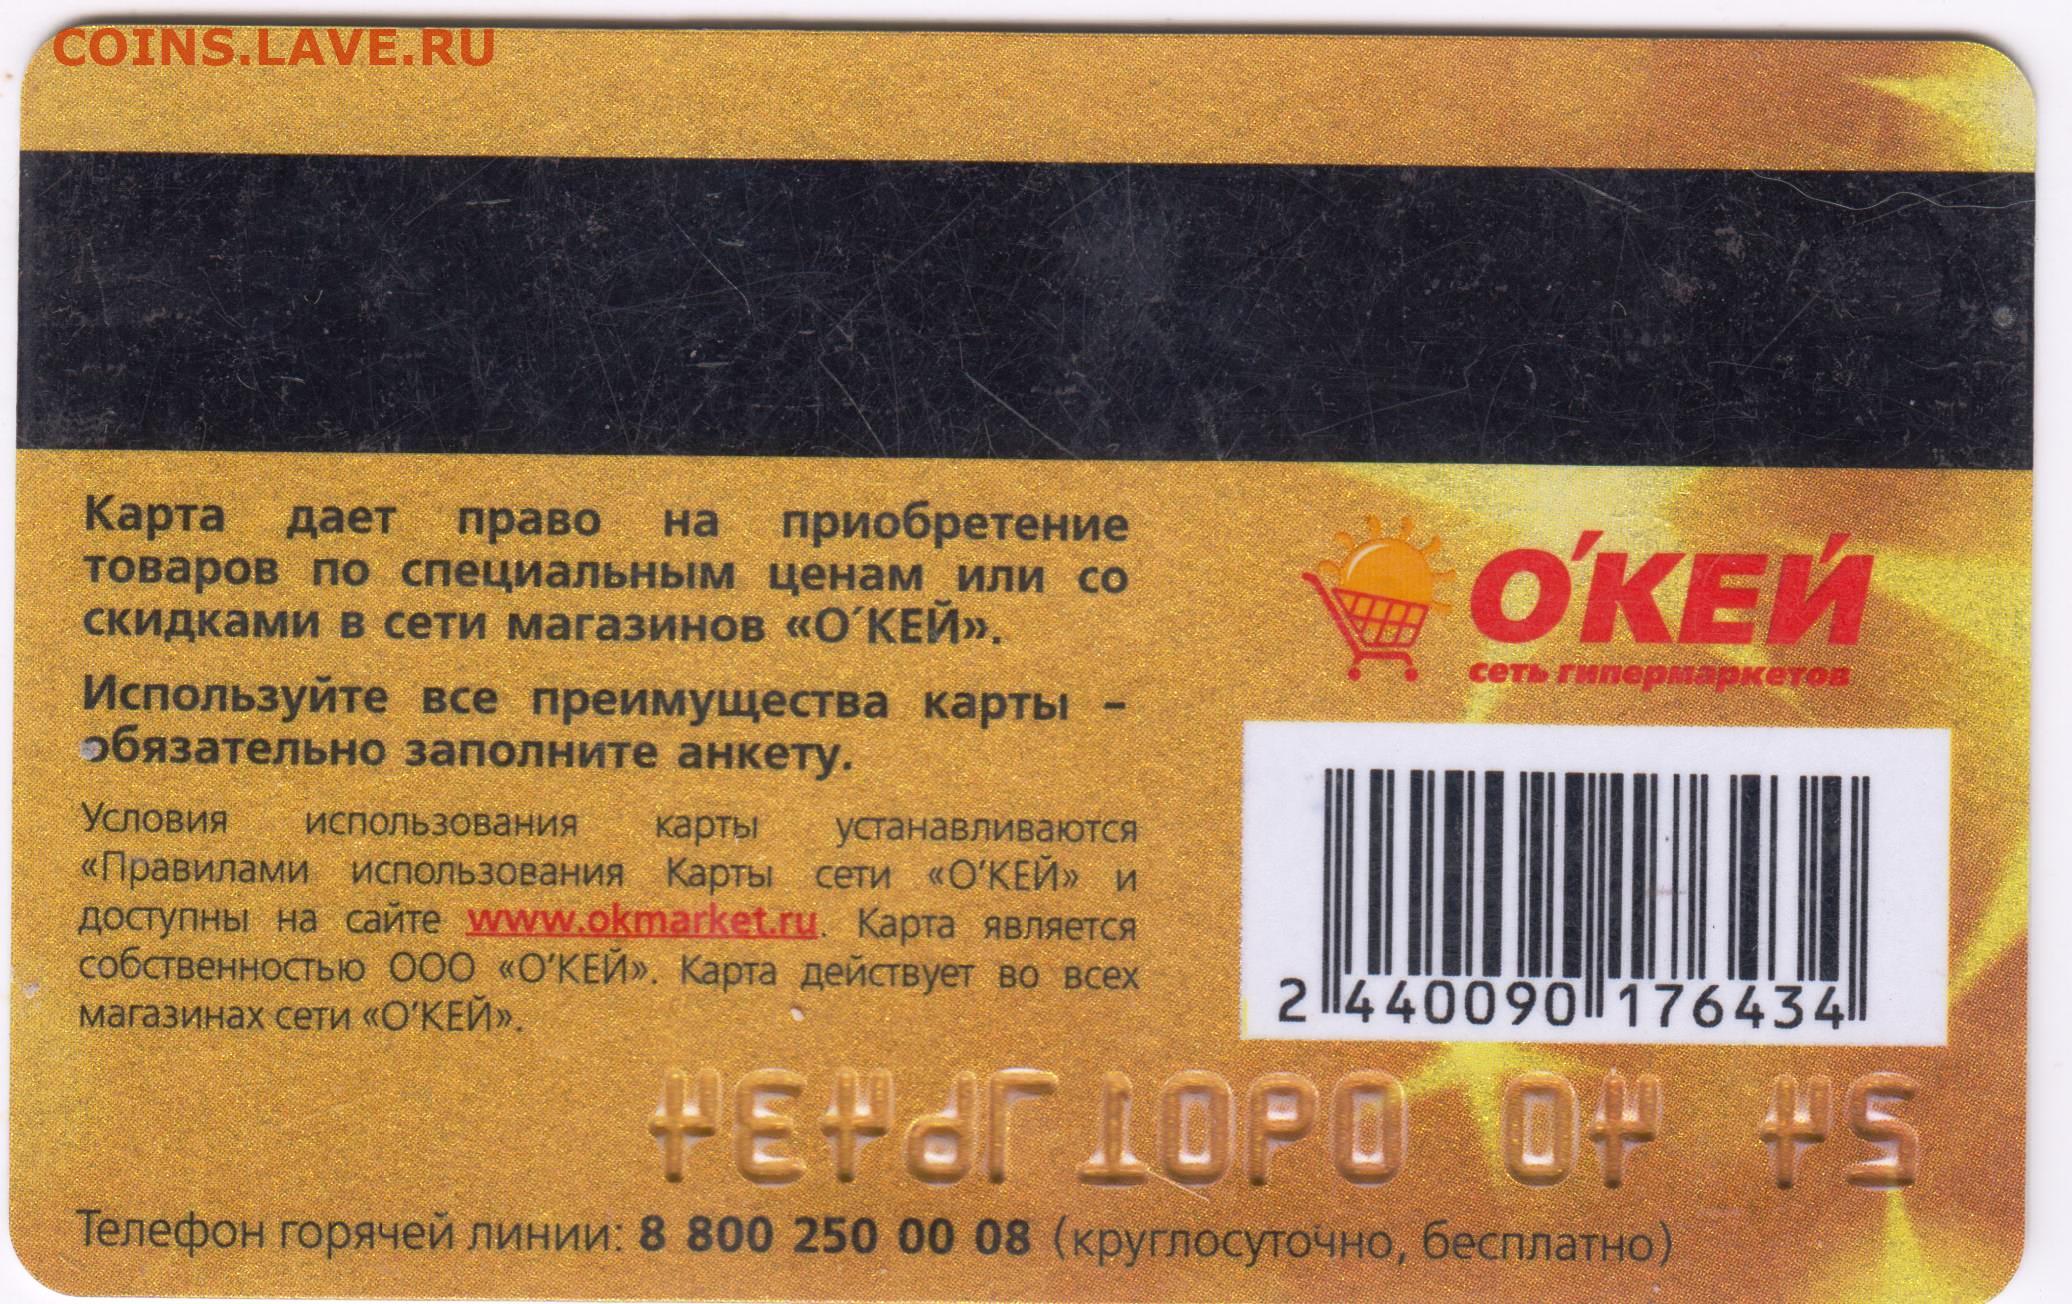 COINS.LAVE.RU
Карта дает право на приобретение
товаров по специальным ценам или со
скидками в сети магазинов «О´КЕЙ».
Используйте все преимущества карты –
обязательно заполните анкету.
Условия использования карты устанавливаются
«Правилами использования Карты сети «О'КЕЙ» и
доступны на сайте www.okmarket.ru. Карта является
собственностью ООО «О'КЕЙ». Карта действует во всех
магазинах сети «О'КЕЙ».
О'КЕЙ
сеть гипермаркетов
2 440090 176434
Телефон горячей линии: 8 800 250 00 08 (круглосуточно, бесплатно)